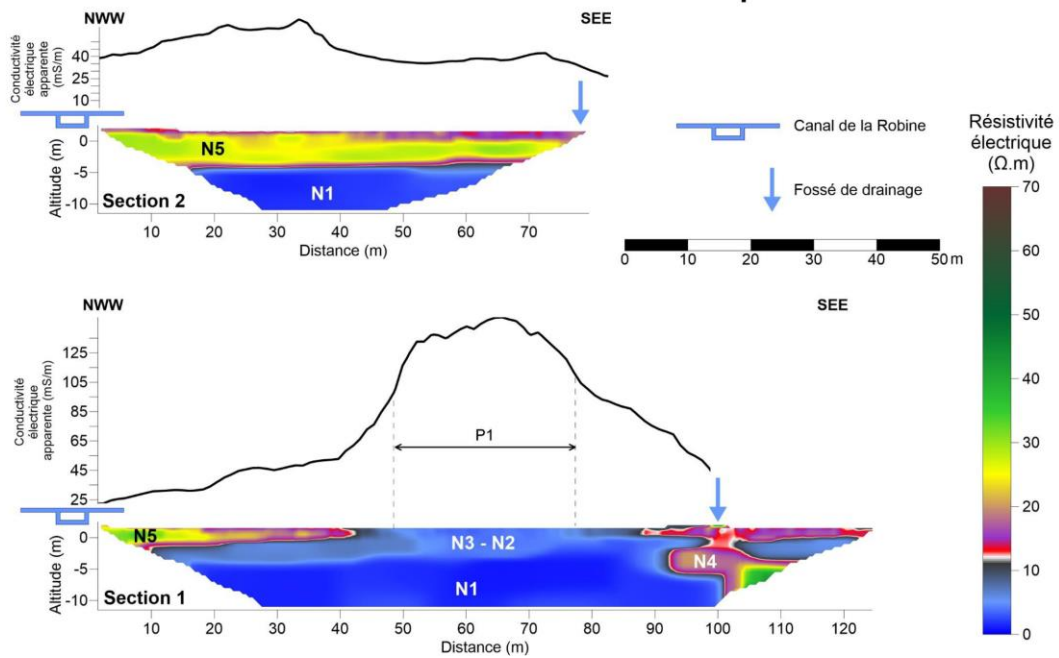 NWW
SEE
Conductivité
électrique
apparente
(mS/m)
40
25
10
Altitude (m)
0
-5
-10
N5
N1
Section 2
10 20 30 40 50 60 70
Distance (m)
Canal de la Robine
Fossé de drainage
0 10 20 30 40 50 m
Résistivité
électrique
(Ω.m)
70
60
50
40
30
20
10
0
NWW
SEE
Conductivité
électrique
apparente (mS/m)
125
105
85
65
45
25
P1
Altitude (m)
0
-5
-10
N5
N3 - N2
N4
N1
Section 1
10 20 30 40 50 60 70 80 90 100 110 120
Distance (m)